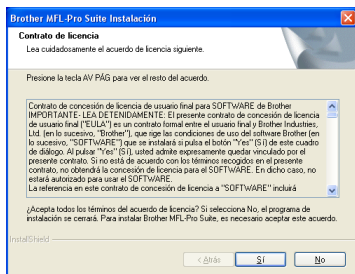 Brother MFL-Pro Suite Instalación
Contrato de licencia
Lea cuidadosamente el acuerdo de licencia siguiente.
Presione la tecla AV PÁG para ver el resto del acuerdo.
Contrato de concesión de licencia de usuario final para SOFTWARE de Brother
IMPORTANTE- LEA DETENIDAMENTE: El presente contrato de concesión de licencia
de usuario final ("EULA") es un contrato formal entre el usuario final y Brother Industries,
Ltd. (en lo sucesivo, "Brother"), que rige las condiciones de uso del software Brother (en
lo sucesivo, "SOFTWARE") que se instalará si pulsa el botón "Yes" (Sí) de este cuadro
de diálogo. Al pulsar "Yes" (Sí), usted admite expresamente quedar vinculado por el
presente contrato. Si no está de acuerdo con los términos recogidos en el presente
contrato, no obtendrá la concesión de licencia para el SOFTWARE. En dicho caso, no
estará autorizado para usar el SOFTWARE.
La referencia en este contrato de concesión de licencia a "SOFTWARE" incluirá
¿Acepta todos los términos del acuerdo de licencia? Si selecciona No, el programa de
instalación se cerrará. Para instalar Brother MFL-Pro Suite, es necesario aceptar este acuerdo.
InstallShield
< Atrás
Sí
No